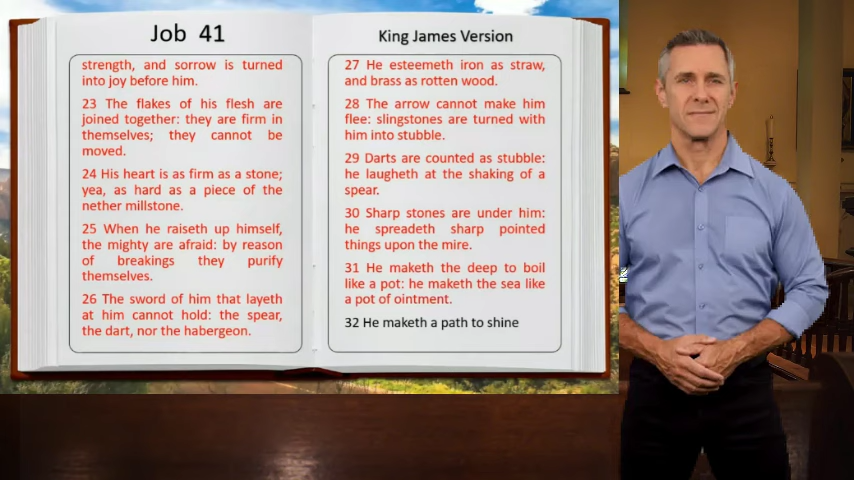 Job 41
strength, and sorrow is turned
into joy before him.
23 The flakes of his flesh are
joined together: they are firm in
themselves; they cannot be
moved.
24 His heart is as firm as a stone;
yea, as hard as a piece of the
nether millstone.
25 When he raiseth up himself,
the mighty are afraid: by reason
of breakings they purify
themselves.
26 The sword of him that layeth
at him cannot hold: the spear,
the dart, nor the habergeon.
King James Version
27 He esteemeth iron as straw,
and brass as rotten wood.
28 The arrow cannot make him
flee: slingstones are turned with
him into stubble.
29 Darts are counted as stubble:
he laugheth at the shaking of a
spear.
30 Sharp stones are under him:
he spreadeth sharp pointed
things upon the mire.
31 He maketh the deep to boil
like a pot: he maketh the sea like
a pot of ointment.
32 He maketh a path to shine